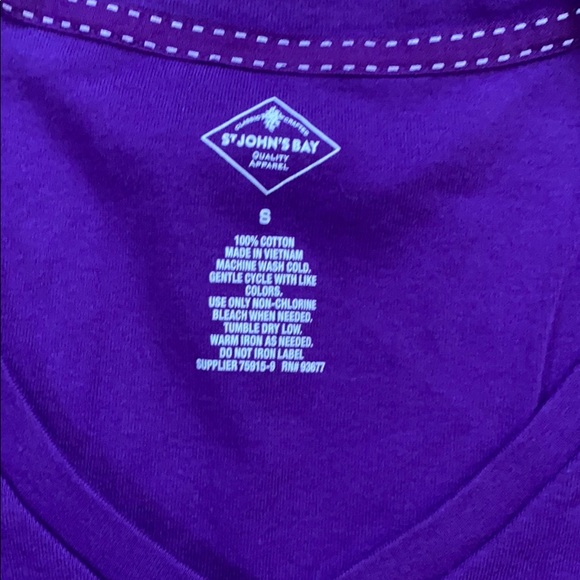 CLASSIC CRAFTED
ST JOHN'S BAY
QUALITY
APPAREL
S
100% COTTON
MADE IN VIETNAM
MACHINE WASH COLD,
GENTLE CYCLE WITH LIKE
COLORS.
USE ONLY NON-CHLORINE
BLEACH WHEN NEEDED,
TUMBLE DRY LOW,
WARM IRON AS NEEDED,
DO NOT IRON LABEL
SUPPLIER 75915-9 RN# 93677